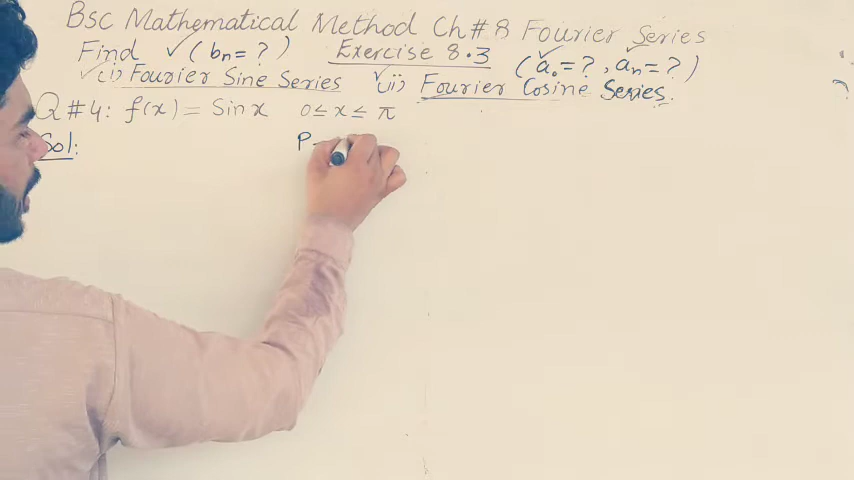 Bsc Mathematical Method Ch#8 Fourier Series
Find ✓(bn=?) Exercise 8.3 (a₀=?, an=?)
✓(i) Fourier Sine Series ✓(ii) Fourier Cosine Series.
Q#4: f(x) = Sinx 0≤x≤π
Sol: P